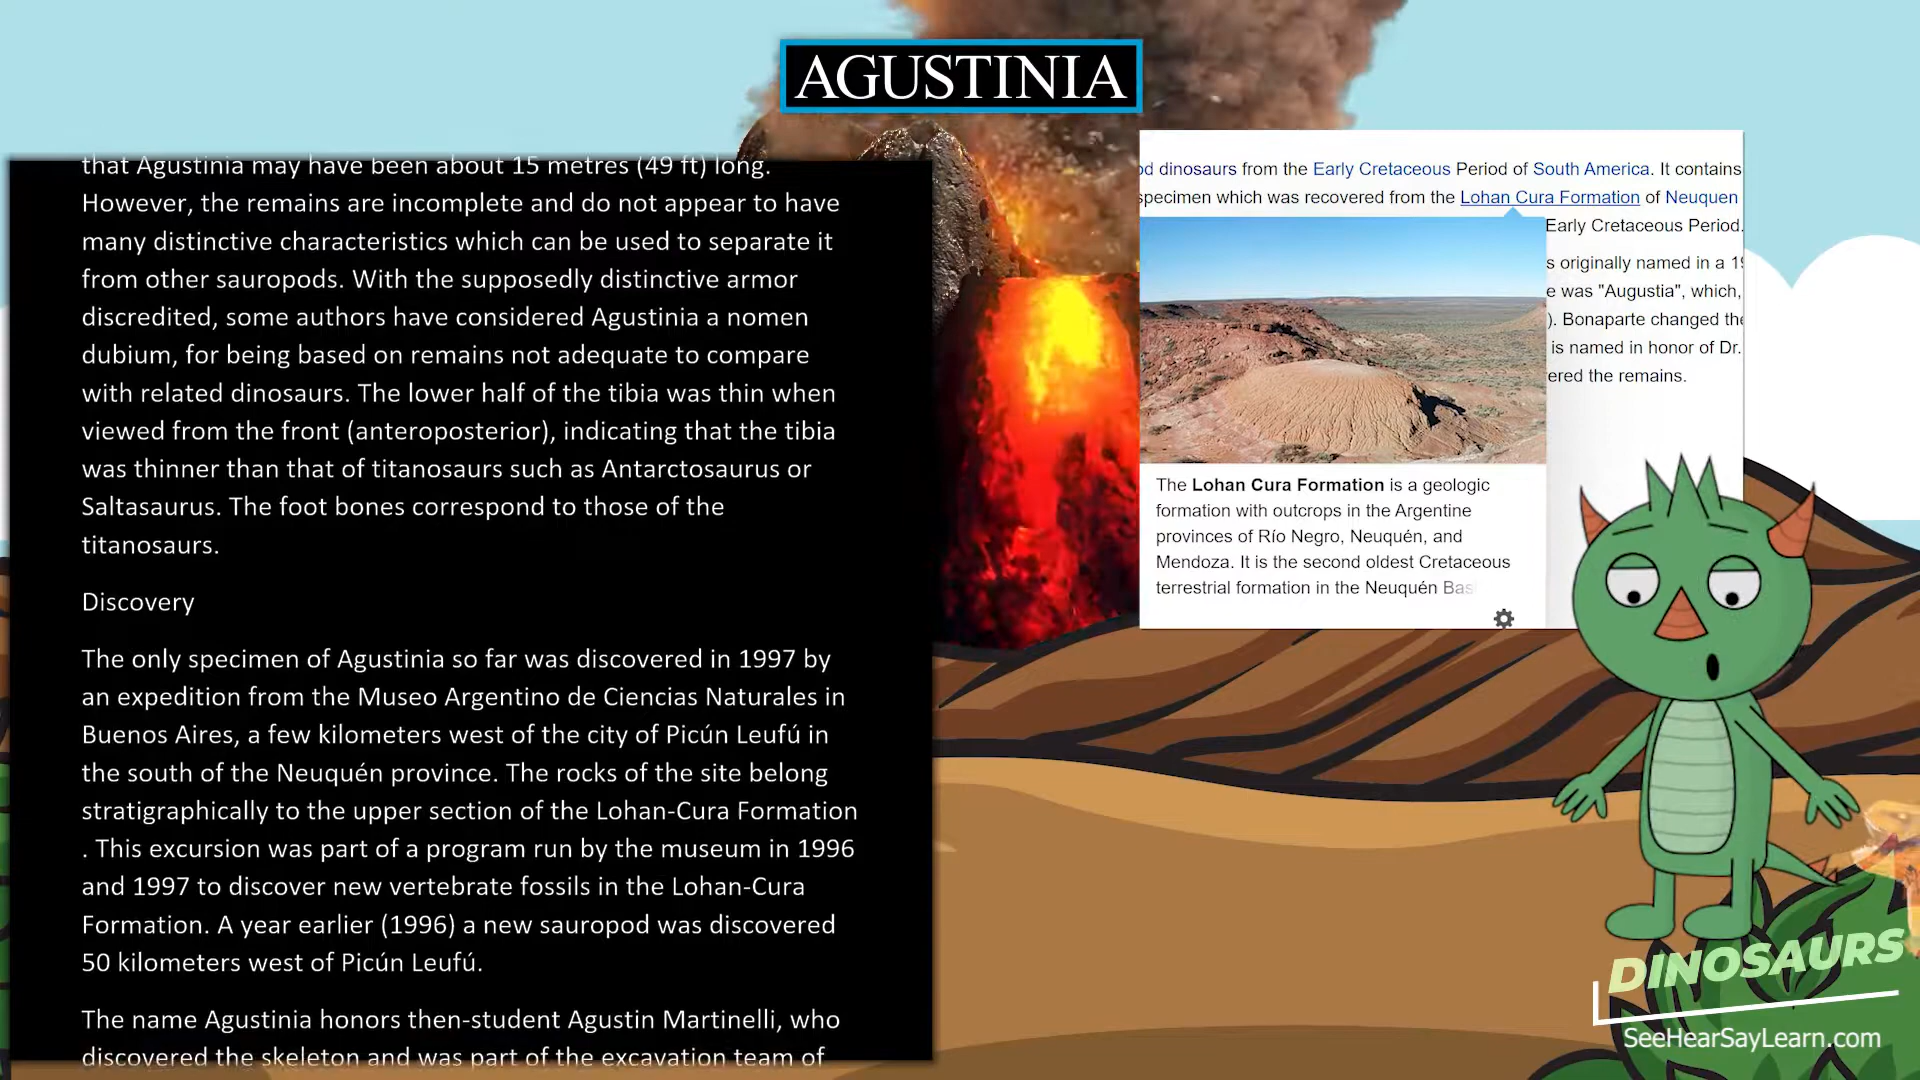 AGUSTINIA
that Agustinia may have been about 15 metres (49 ft) long.
However, the remains are incomplete and do not appear to have
many distinctive characteristics which can be used to separate it
from other sauropods. With the supposedly distinctive armor
discredited, some authors have considered Agustinia a nomen
dubium, for being based on remains not adequate to compare
with related dinosaurs. The lower half of the tibia was thin when
viewed from the front (anteroposterior), indicating that the tibia
was thinner than that of titanosaurs such as Antarctosaurus or
Saltasaurus. The foot bones correspond to those of the
titanosaurs.
Discovery
The only specimen of Agustinia so far was discovered in 1997 by
an expedition from the Museo Argentino de Ciencias Naturales in
Buenos Aires, a few kilometers west of the city of Picún Leufú in
the south of the Neuquén province. The rocks of the site belong
stratigraphically to the upper section of the Lohan-Cura Formation
. This excursion was part of a program run by the museum in 1996
and 1997 to discover new vertebrate fossils in the Lohan-Cura
Formation. A year earlier (1996) a new sauropod was discovered
50 kilometers west of Picún Leufú.
The name Agustinia honors then-student Agustin Martinelli, who
discovered the skeleton and was part of the excavation team of
od dinosaurs from the Early Cretaceous Period of South America. It contains
specimen which was recovered from the Lohan Cura Formation of Neuquen
Early Cretaceous Period.
s originally named in a 19
e was "Augustia", which,
). Bonaparte changed the
is named in honor of Dr.
ered the remains.
The Lohan Cura Formation is a geologic
formation with outcrops in the Argentine
provinces of Río Negro, Neuquén, and
Mendoza. It is the second oldest Cretaceous
terrestrial formation in the Neuquén Bas
DINOSAURS
SeeHearSayLearn.com